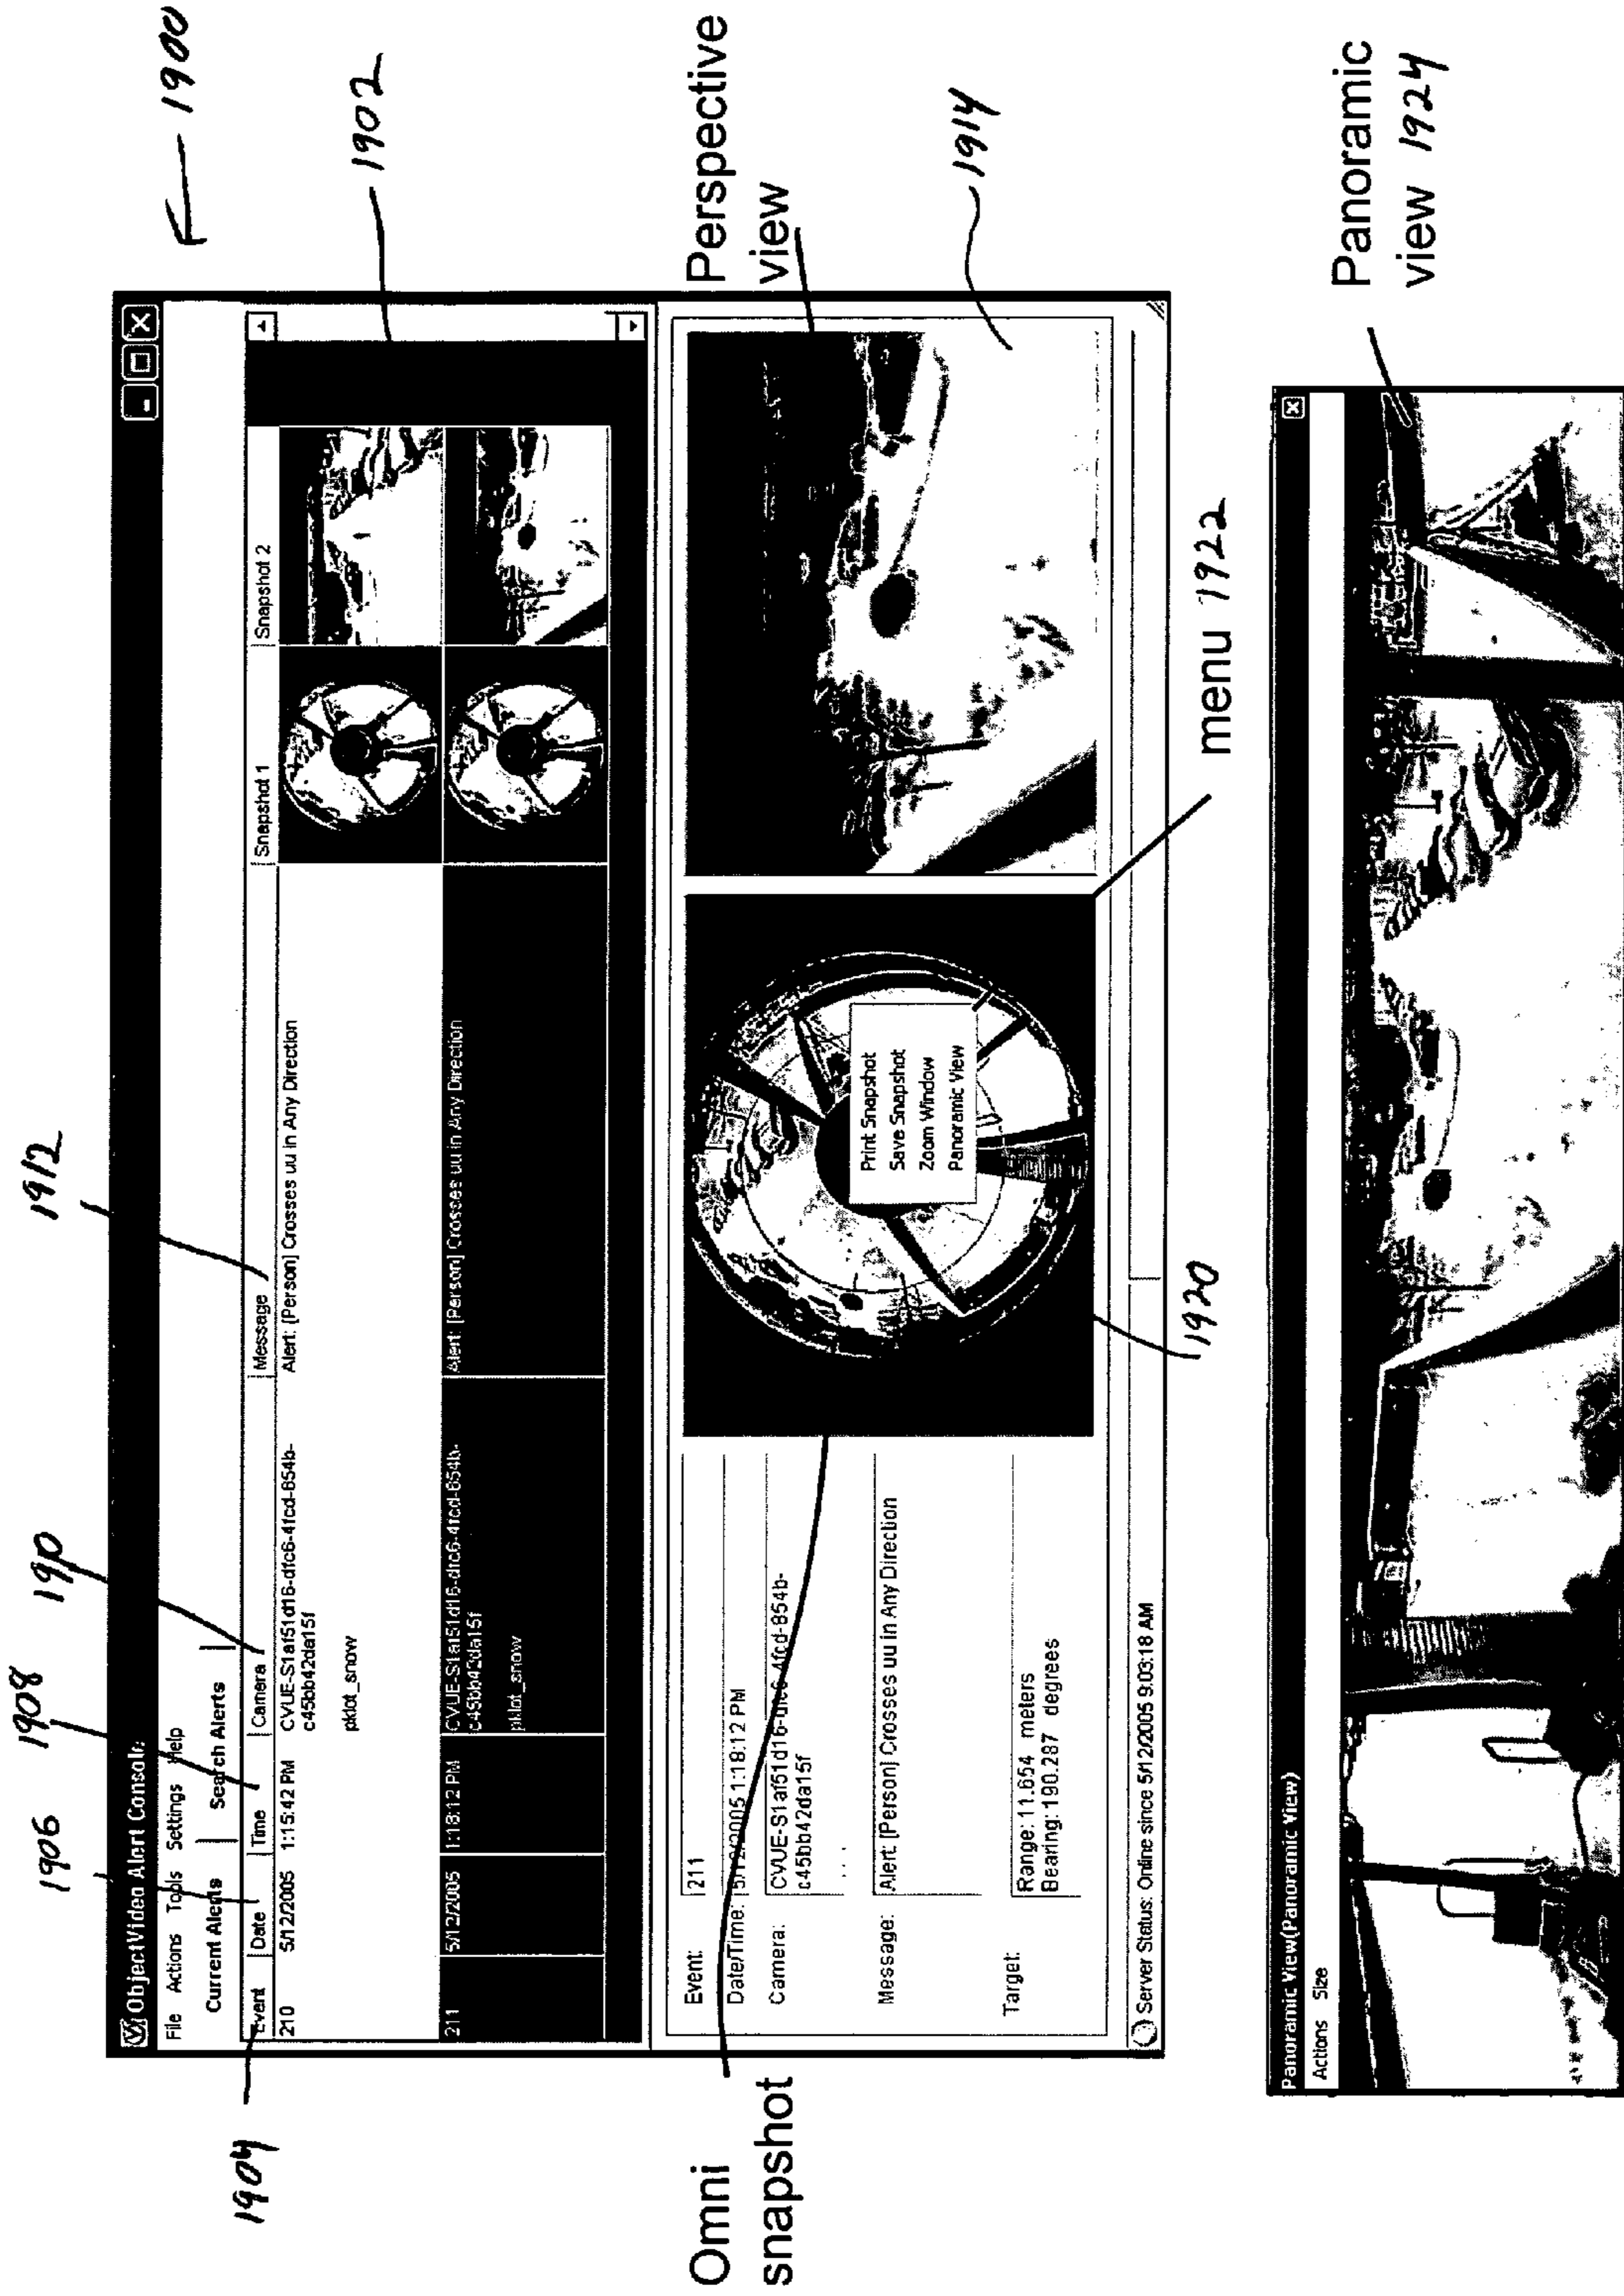 1906 1908 1910 1912
1900
ObjectVideo Alert Console
File Actions Tools Settings Help
Current Alerts Search Alerts
1904
Event Date Time Camera Message Snapshot 1 Snapshot 2
210 5/12/2005 1:15:42 PM CVUE-S1af51d16-dfc6-4fcd-854b- Alert: [Person] Crosses uu in Any Direction
c45bb42da15f
pklot_snow
1902
211 5/12/2005 1:18:12 PM CVUE-S1af51d16-dfc6-4fcd-854b- Alert: [Person] Crosses uu in Any Direction
c45bb42da15f
pklot_snow
Omni
snapshot
Perspective
view
Event: 211
Date/Time: 5/12/2005 1:18:12 PM
Camera: CVUE-S1af51d16-dfc6-4fcd-854b-
c45bb42da15f
Message: Alert: [Person] Crosses uu in Any Direction
Target: Range: 11.654 meters
Bearing: 190.287 degrees
Print Snapshot
Save Snapshot
Zoom Window
Panoramic View
1914
Server Status: Online since 5/12/2005 9:03:18 AM
1920
menu 1922
Panoramic View(Panoramic View)
Actions Size
Panoramic
view 1924